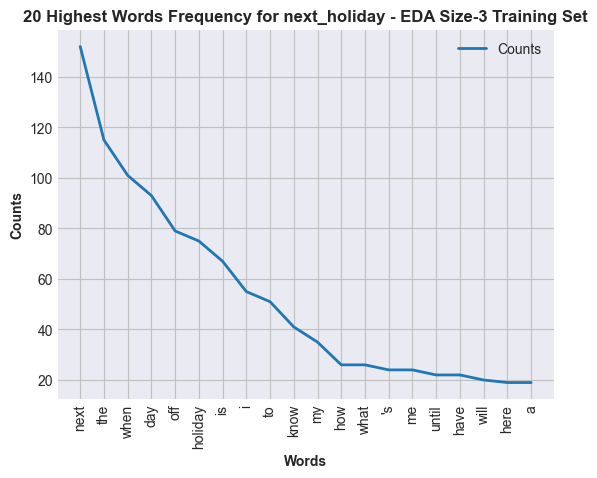 20 Highest Words Frequency for next_holiday - EDA Size-3 Training Set
Counts
Counts
140
120
100
80
60
40
20
next
the
when
day
off
holiday
is
i
to
know
my
how
what
's
me
until
have
will
here
a
Words